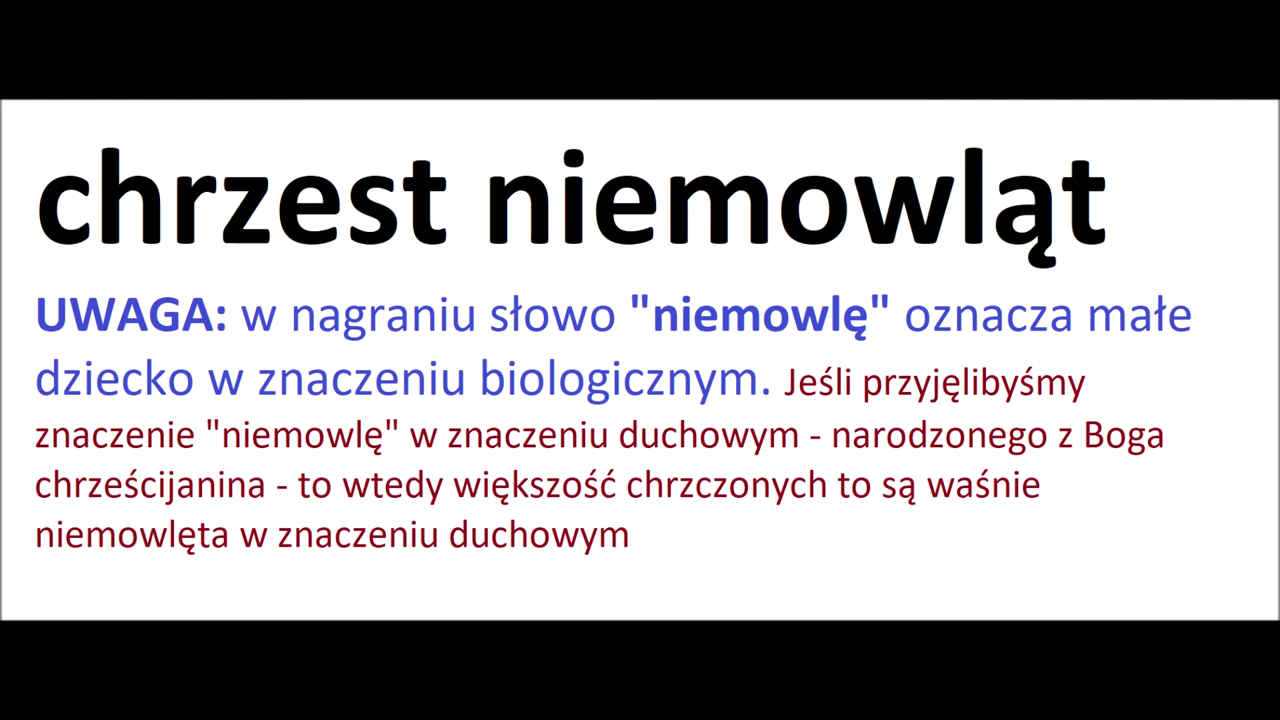 chrzest niemowląt
UWAGA: w nagraniu słowo "niemowlę" oznacza małe
dziecko w znaczeniu biologicznym. Jeśli przyjęlibyśmy
znaczenie "niemowlę" w znaczeniu duchowym - narodzonego z Boga
chrześcijanina - to wtedy większość chrzczonych to są waśnie
niemowlęta w znaczeniu duchowym